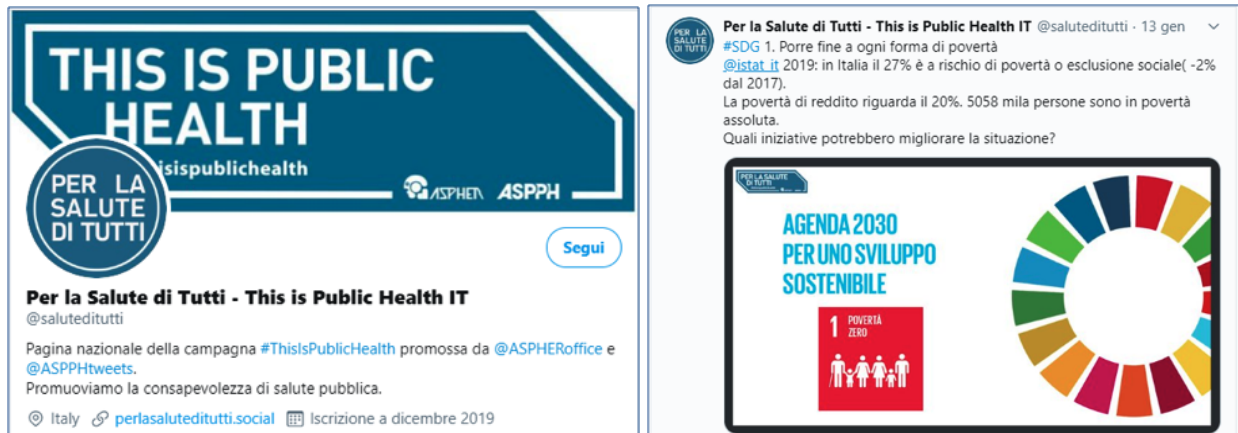 THIS IS PUBLIC
HEALTH
isispublichealth
ASPHER ASPPH
PER LA
SALUTE
DI TUTTI
Segui
Per la Salute di Tutti - This is Public Health IT
@saluteditutti
Pagina nazionale della campagna #ThisIsPublicHealth promossa da @ASPHERoffice e
@ASPPHtweets.
Promuoviamo la consapevolezza di salute pubblica.
Italy perlasaluteditutti.social Iscrizione a dicembre 2019
PER LA
SALUTE
DI TUTTI
Per la Salute di Tutti - This is Public Health IT @saluteditutti · 13 gen
#SDG 1. Porre fine a ogni forma di povertà
@istat_it 2019: in Italia il 27% è a rischio di povertà o esclusione sociale( -2%
dal 2017).
La povertà di reddito riguarda il 20%. 5058 mila persone sono in povertà
assoluta.
Quali iniziative potrebbero migliorare la situazione?
PER LA SALUTE
DI TUTTI
AGENDA 2030
PER UNO SVILUPPO
SOSTENIBILE
1 POVERTÀ
ZERO